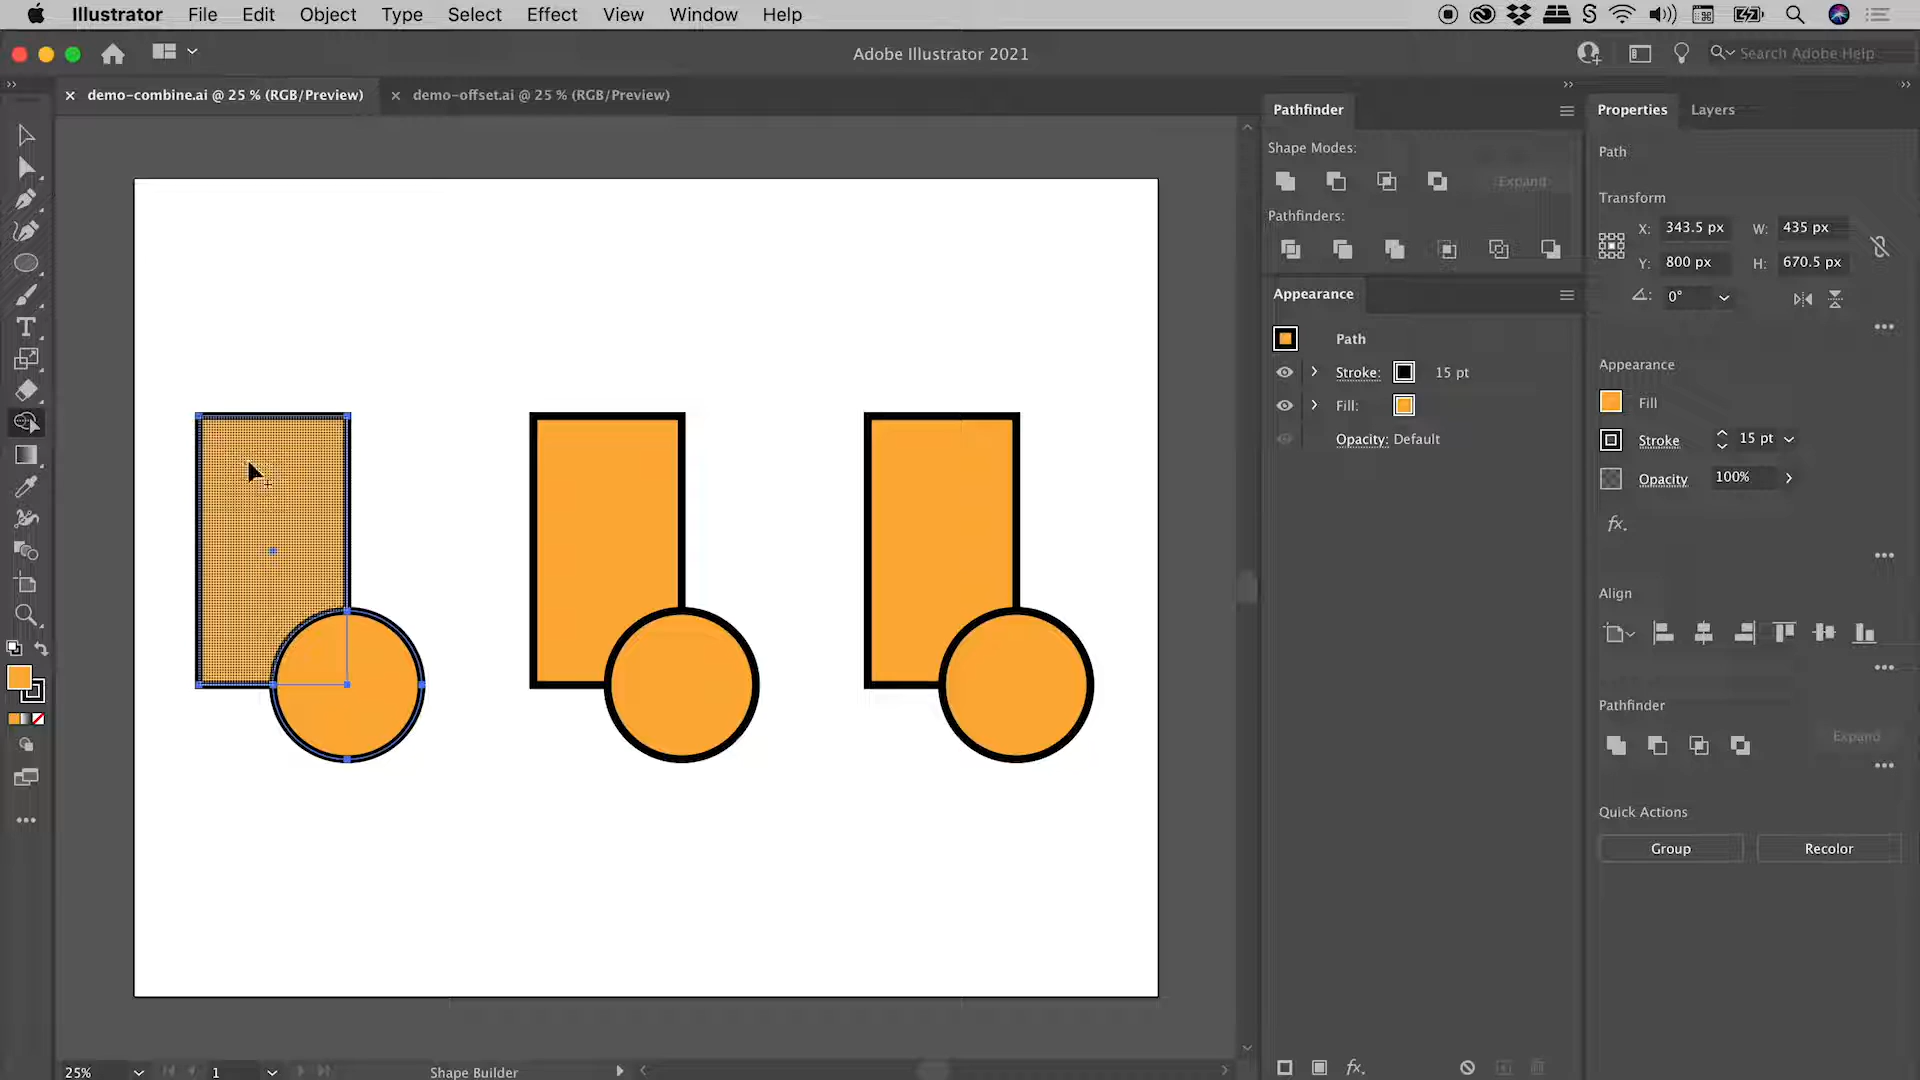 Illustrator File Edit Object Type Select Effect View Window Help
Adobe Illustrator 2021
Search Adobe Help
demo-combine.ai @ 25 % (RGB/Preview)
demo-offset.ai @ 25 % (RGB/Preview)
Pathfinder
Shape Modes:
Expand
Pathfinders:
Appearance
Path
Stroke: 15 pt
Fill:
Opacity: Default
Properties Layers
Path
Transform
X: 343.5 px W: 435 px
Y: 800 px H: 670.5 px
0°
Appearance
Fill
Stroke 15 pt
Opacity 100%
fx.
Align
Pathfinder
Expand
Quick Actions
Group Recolor
25% 1 Shape Builder
fx.